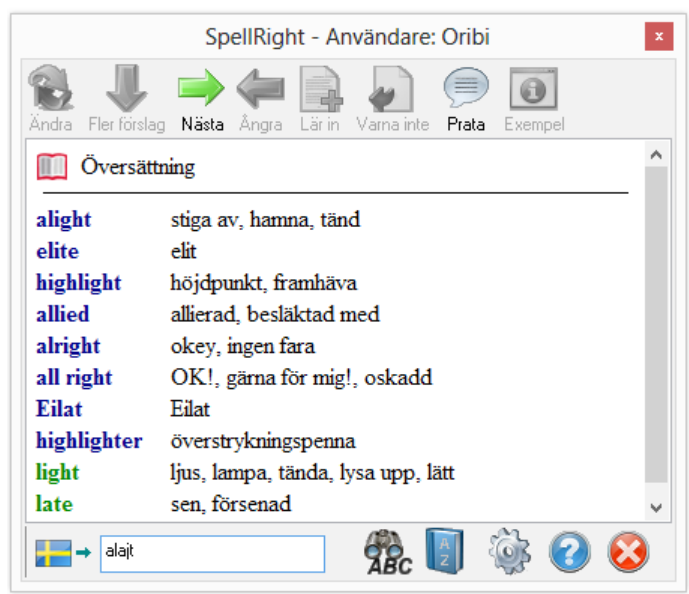 SpellRight - Användare: Oribi
x
Ändra Fler förslag Nästa Ångra Lär in Varna inte Prata Exempel
Översättning
alight stiga av, hamna, tänd
elite elit
highlight höjdpunkt, framhäva
allied allierad, besläktad med
alright okey, ingen fara
all right OK!, gärna för mig!, oskadd
Eilat Eilat
highlighter överstrykningspenna
light ljus, lampa, tända, lysa upp, lätt
late sen, försenad
alajt ABC A Z ?